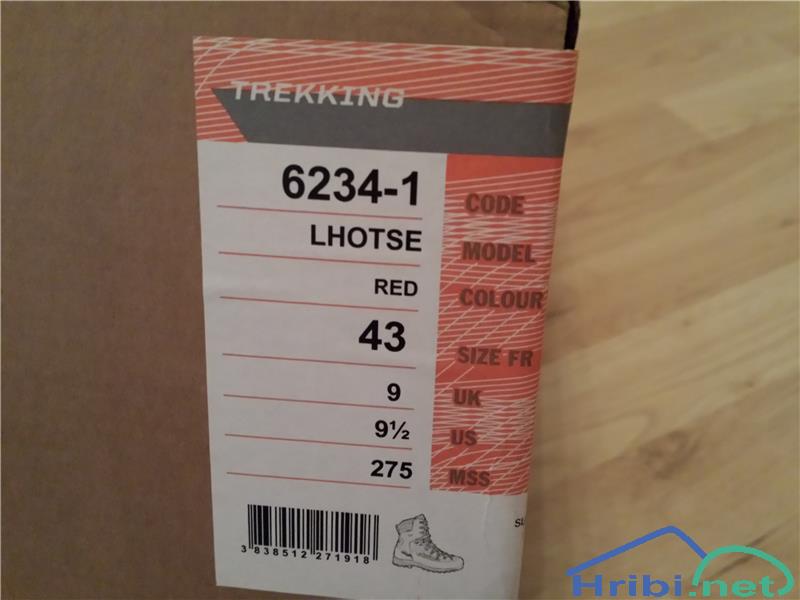 TREKKING
6234-1 CODE
LHOTSE MODEL
RED COLOUR
43 SIZE FR
9 UK
9½ US
275 MSS
3 838512 271918
Hribi.net